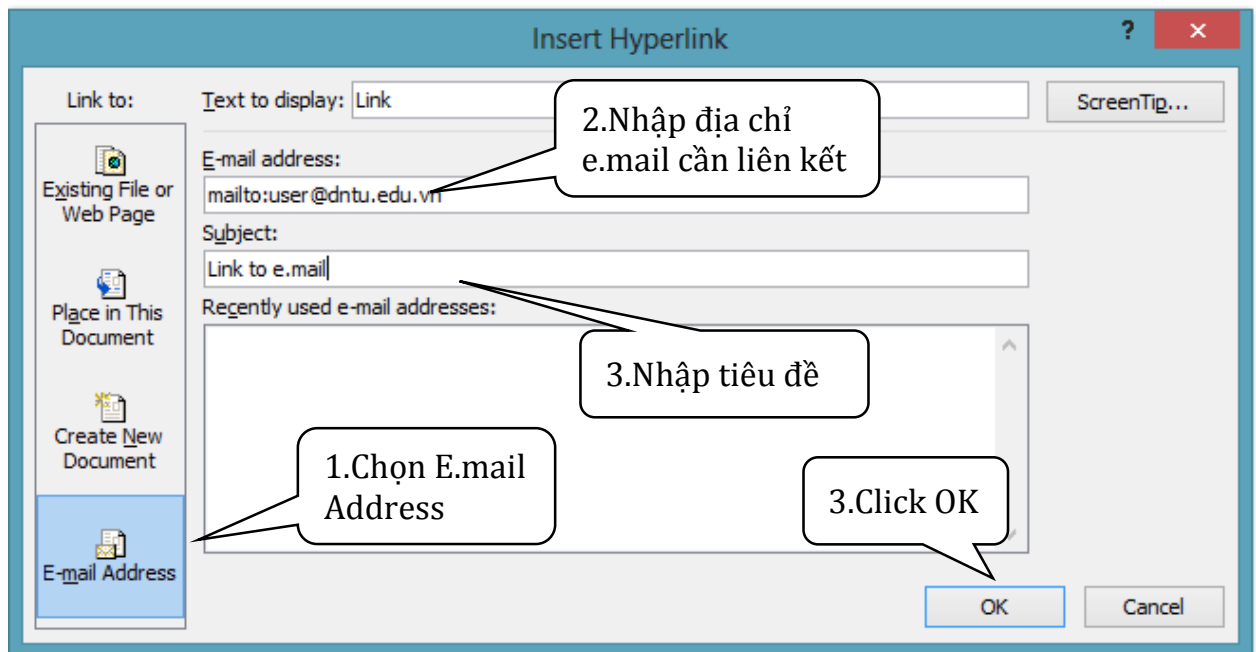 Insert Hyperlink
?
×
Link to:
Text to display: Link
ScreenTip...
2.Nhập địa chỉ
e.mail cần liên kết
E-mail address:
mailto:user@dntu.edu.vn
Existing File or
Web Page
Subject:
Link to e.mail
Place in This
Document
Recently used e-mail addresses:
3.Nhập tiêu đề
Create New
Document
1.Chọn E.mail
Address
3.Click OK
E-mail Address
OK
Cancel